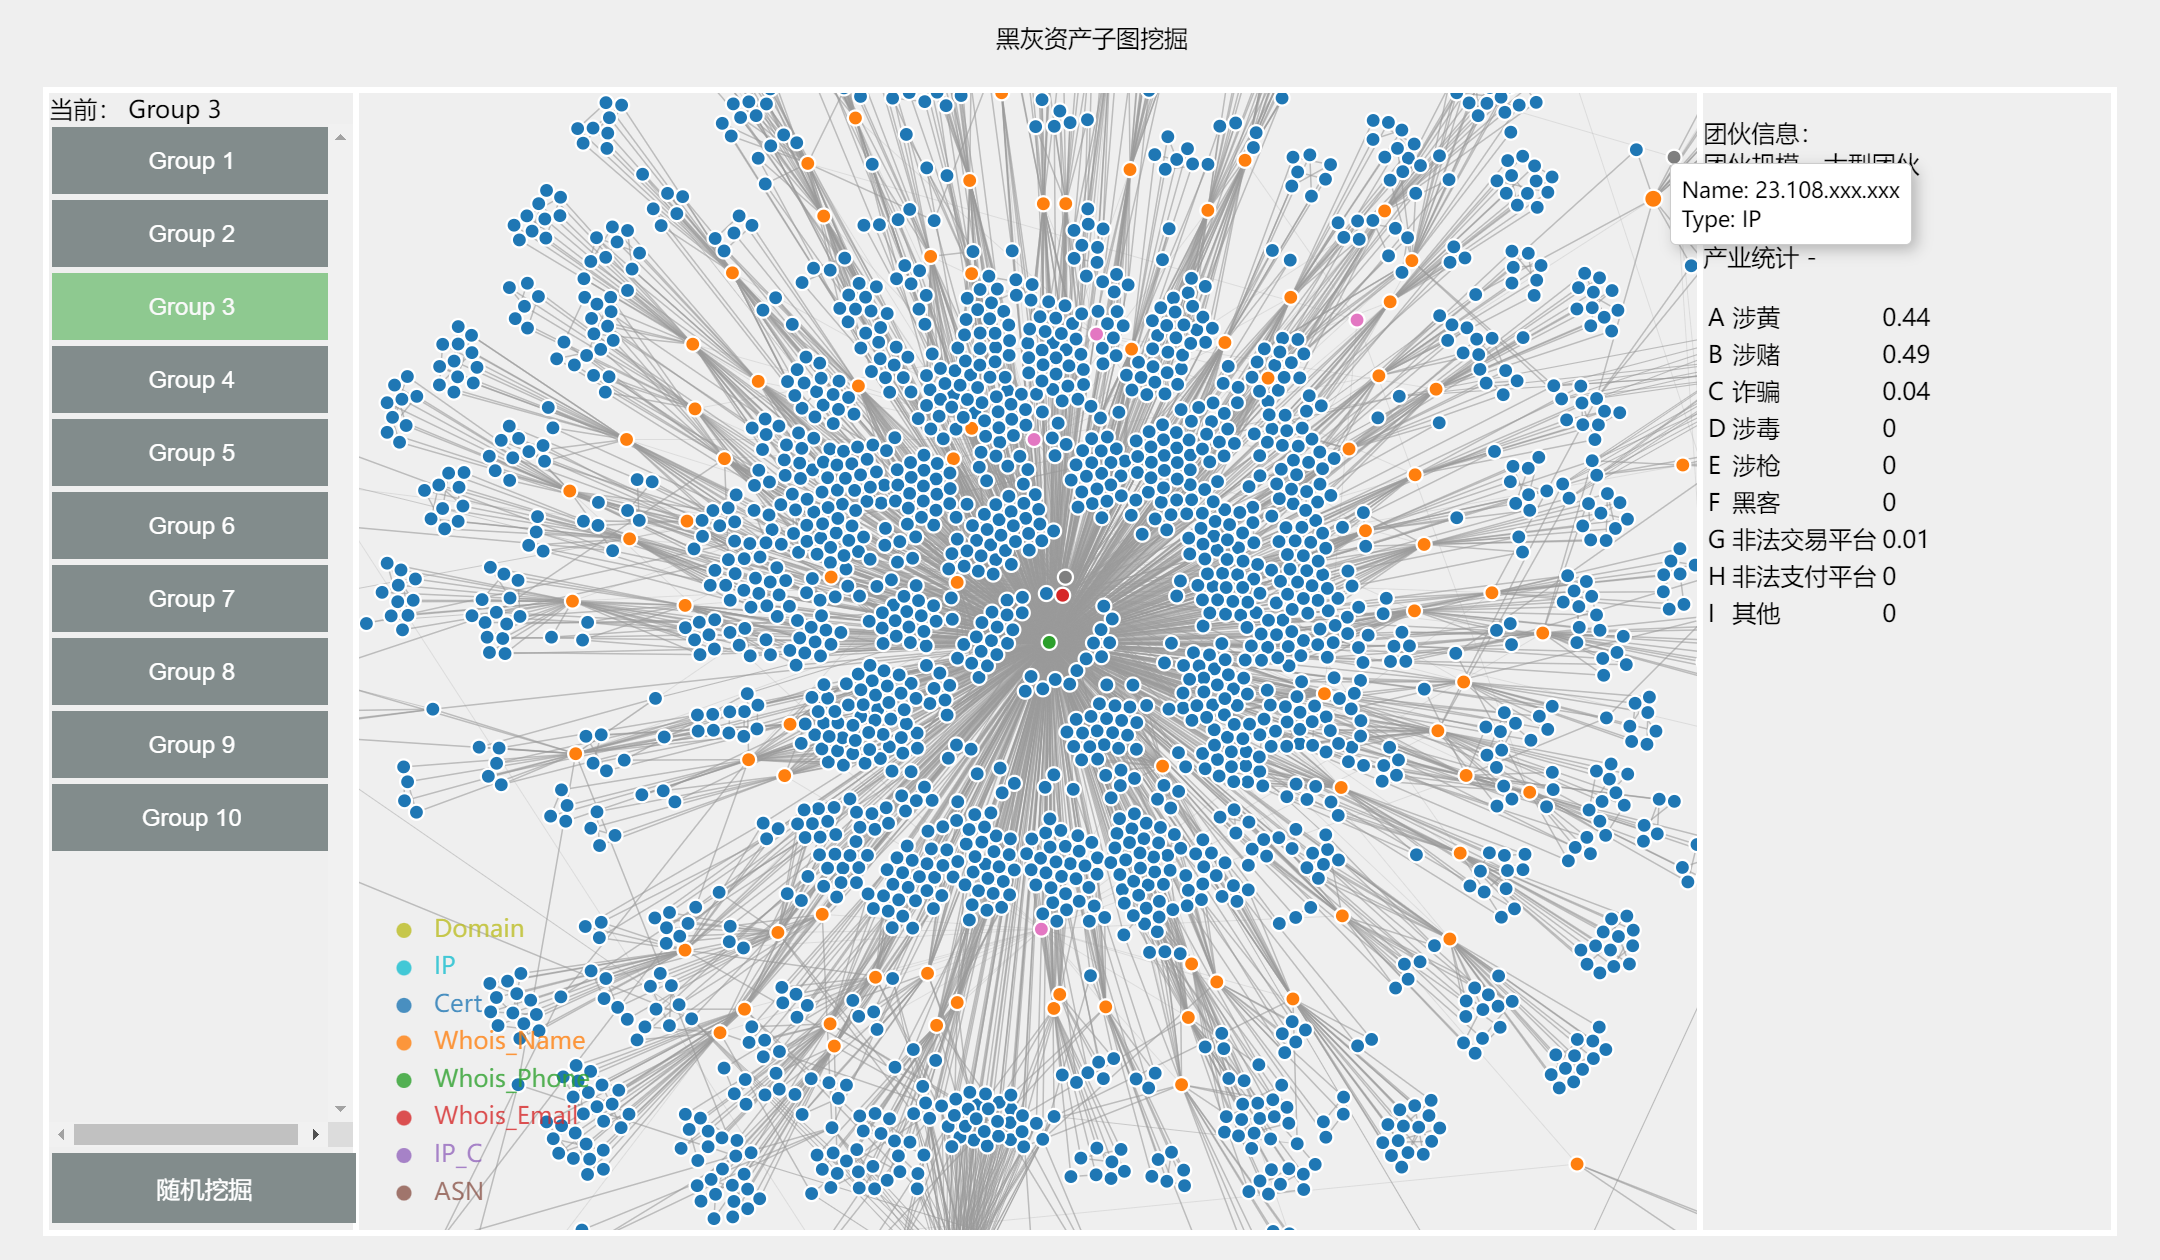 黑灰资产子图挖掘
当前： Group 3
Group 1
Group 2
Group 3
Group 4
Group 5
Group 6
Group 7
Group 8
Group 9
Group 10
随机挖掘
Domain
IP
Cert
Whois_Name
Whois_Phone
Whois_Email
IP_C
ASN
团伙信息：
团伙规模 - 大型团伙
Name: 23.108.xxx.xxx
Type: IP
产业统计 -
A 涉黄 0.44
B 涉赌 0.49
C 诈骗 0.04
D 涉毒 0
E 涉枪 0
F 黑客 0
G 非法交易平台 0.01
H 非法支付平台 0
I 其他 0